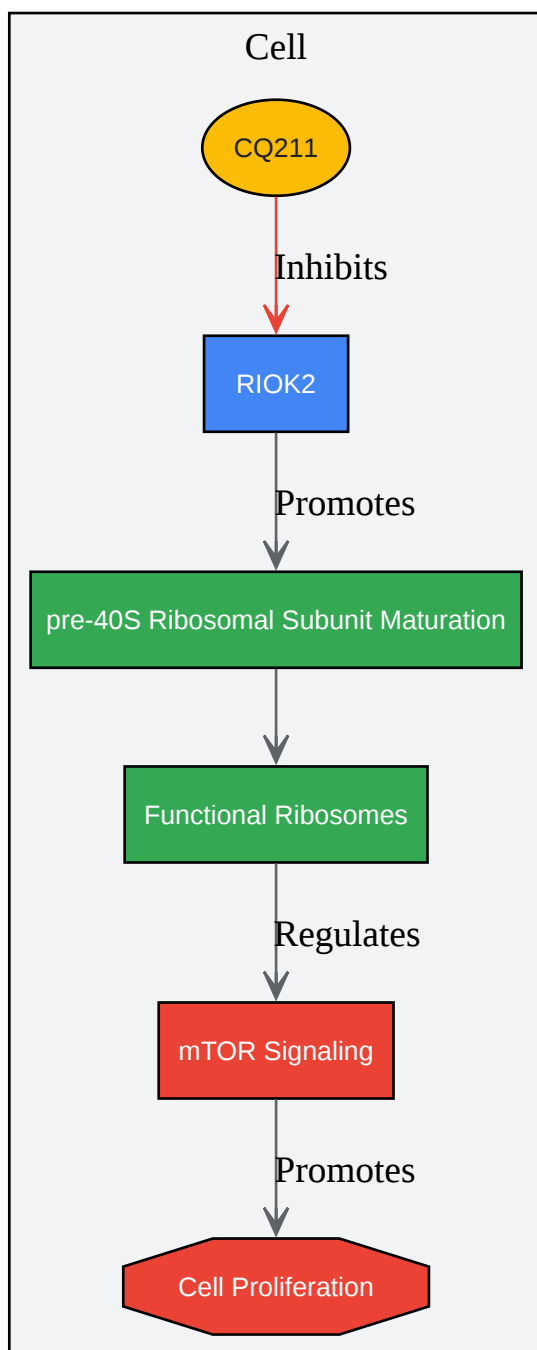 Cell
CQ211
Inhibits
RIOK2
Promotes
pre-40S Ribosomal Subunit Maturation
Functional Ribosomes
Regulates
mTOR Signaling
Promotes
Cell Proliferation